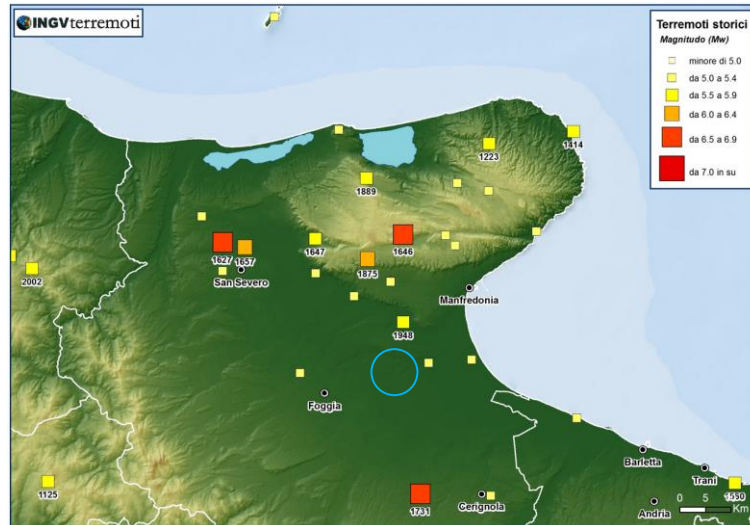 INGVterremoti
Terremoti storici
Magnitudo (Mw)
minore di 5.0
da 5.0 a 5.4
da 5.5 a 5.9
da 6.0 a 6.4
da 6.5 a 6.9
da 7.0 in su
1223
1414
1889
1627
1657
1647
1646
1875
San Severo
2002
Manfredonia
1948
Foggia
Barletta
Trani
1125
1731
Cerignola
1560
Andria
0 5 10
Km